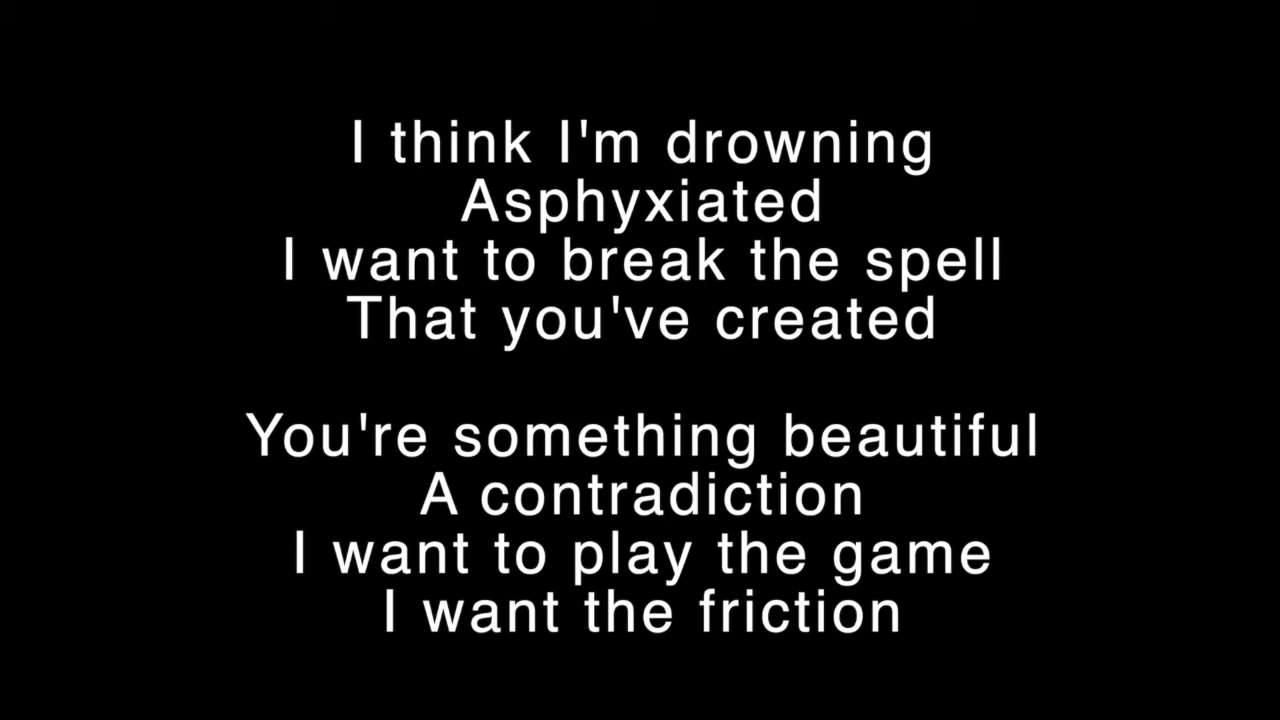 I think I'm drowning
Asphyxiated
I want to break the spell
That you've created
You're something beautiful
A contradiction
I want to play the game
I want the friction